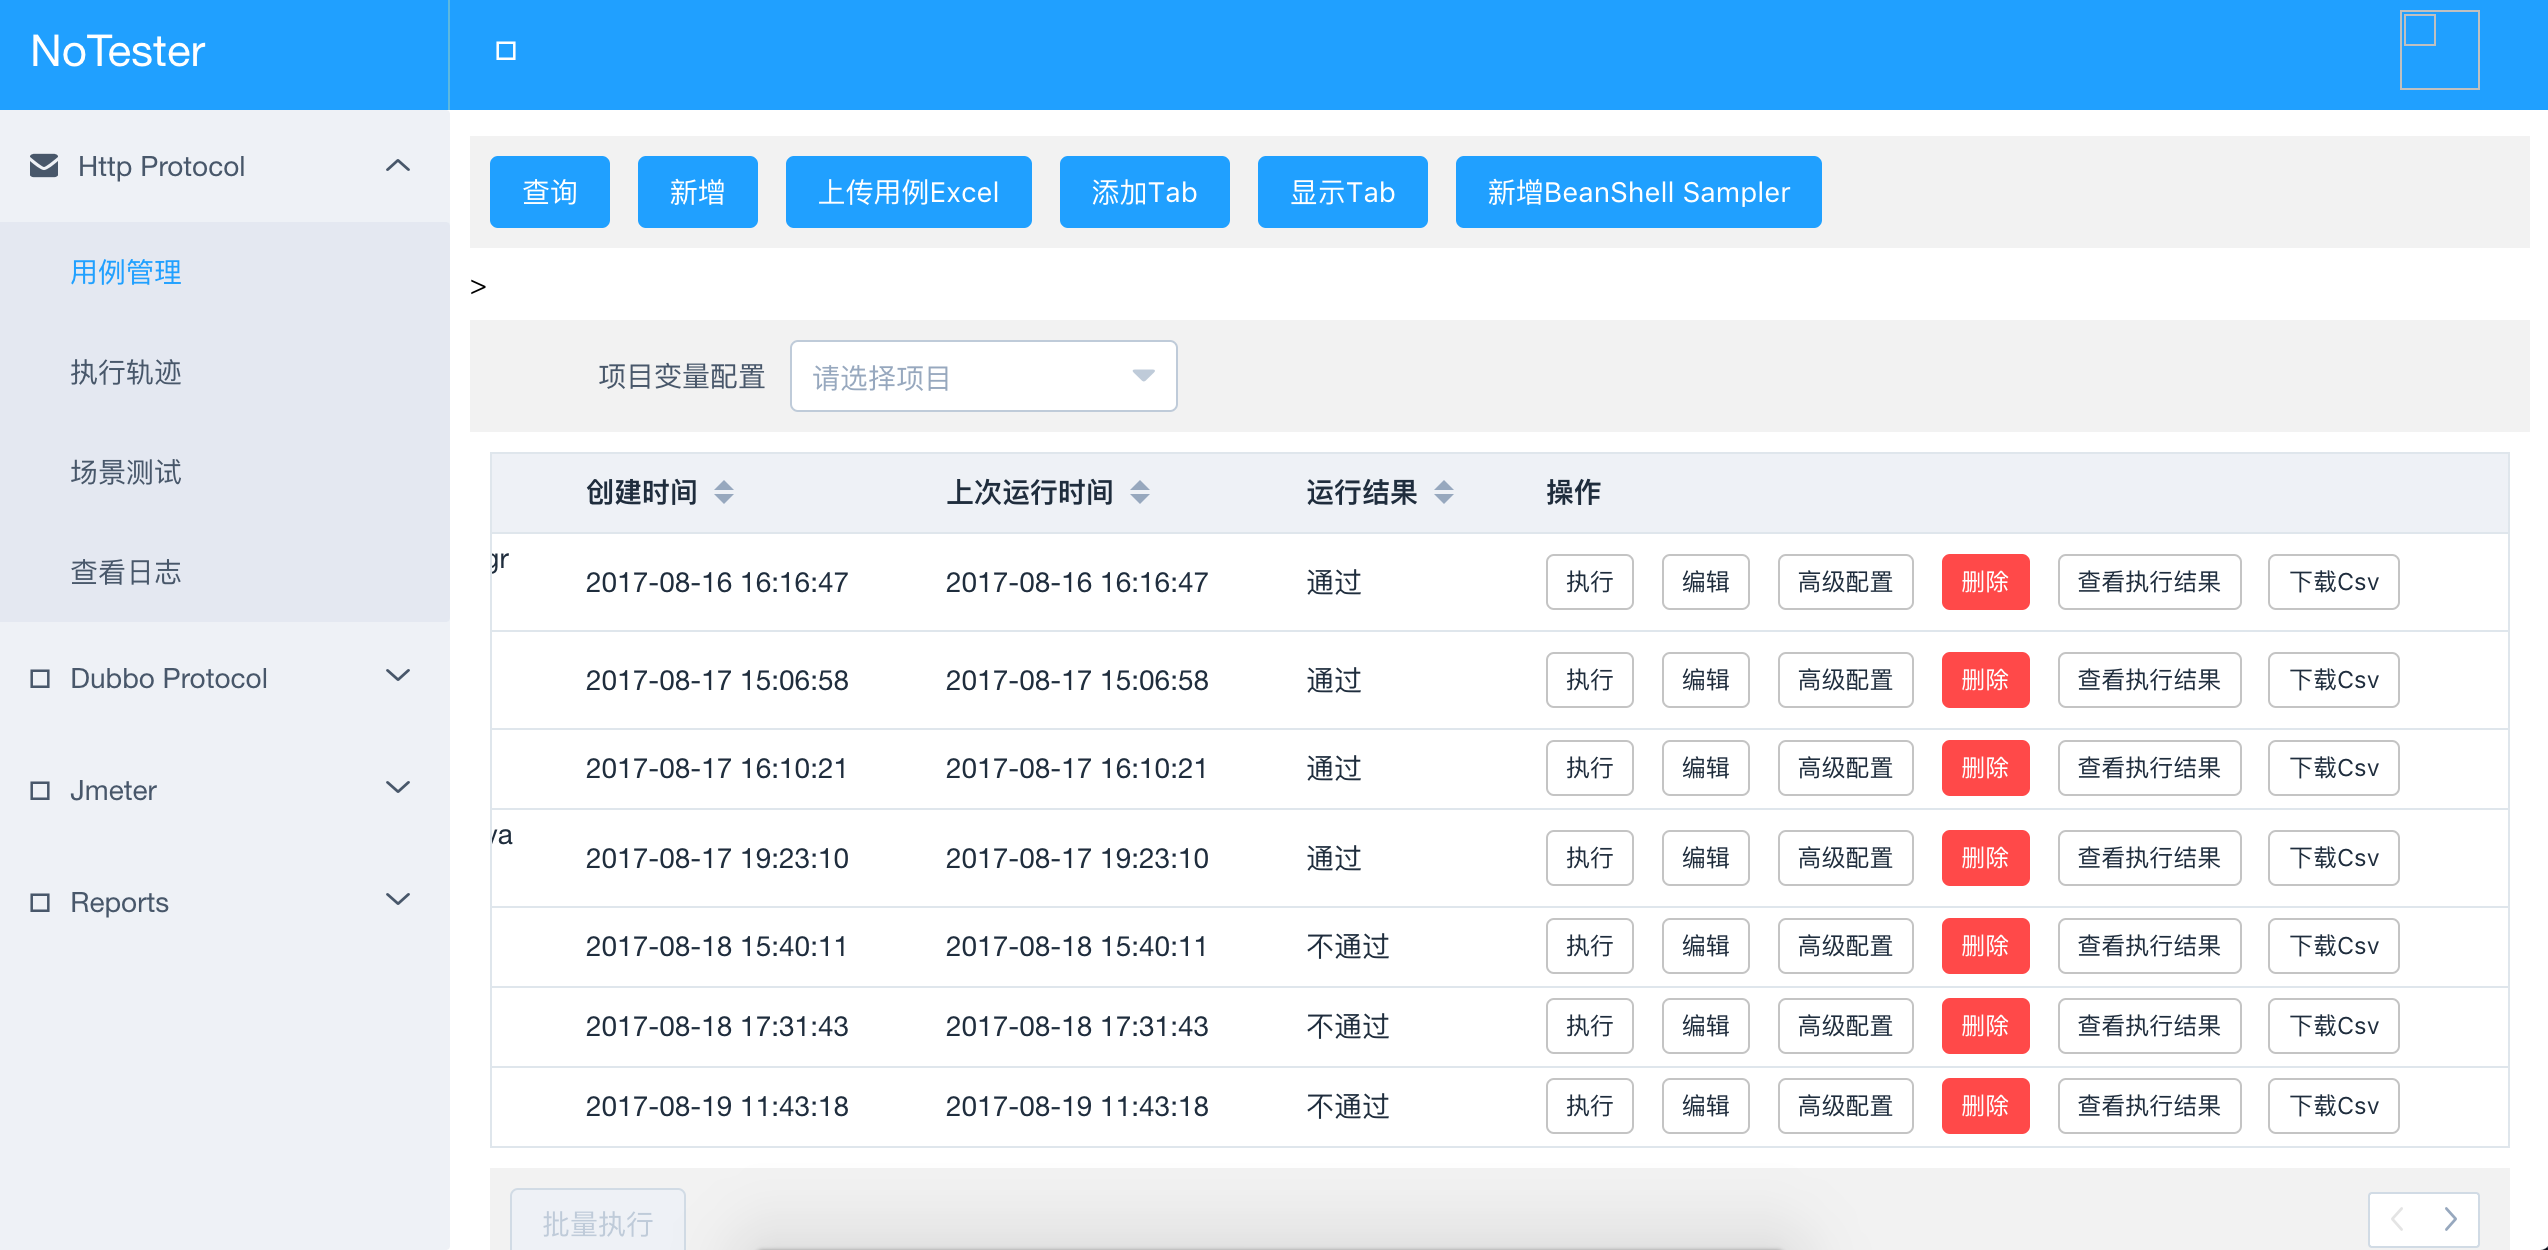 NoTester
Http Protocol
用例管理
执行轨迹
场景测试
查看日志
Dubbo Protocol
Jmeter
Reports
查询 新增 上传用例Excel 添加Tab 显示Tab 新增BeanShell Sampler
>
项目变量配置 请选择项目
创建时间 上次运行时间 运行结果 操作
gr
2017-08-16 16:16:47 2017-08-16 16:16:47 通过 执行 编辑 高级配置 删除 查看执行结果 下载Csv
2017-08-17 15:06:58 2017-08-17 15:06:58 通过 执行 编辑 高级配置 删除 查看执行结果 下载Csv
2017-08-17 16:10:21 2017-08-17 16:10:21 通过 执行 编辑 高级配置 删除 查看执行结果 下载Csv
va
2017-08-17 19:23:10 2017-08-17 19:23:10 通过 执行 编辑 高级配置 删除 查看执行结果 下载Csv
2017-08-18 15:40:11 2017-08-18 15:40:11 不通过 执行 编辑 高级配置 删除 查看执行结果 下载Csv
2017-08-18 17:31:43 2017-08-18 17:31:43 不通过 执行 编辑 高级配置 删除 查看执行结果 下载Csv
2017-08-19 11:43:18 2017-08-19 11:43:18 不通过 执行 编辑 高级配置 删除 查看执行结果 下载Csv
批量执行